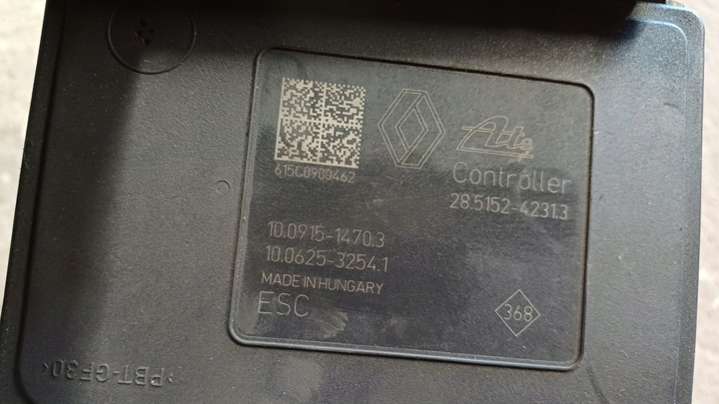 615C0900462
Ate
Controller
28.5152-4231.3
10.0915-1470.3
10.0625-3254.1
MADE IN HUNGARY
ESC
368
>PBT-GF30<